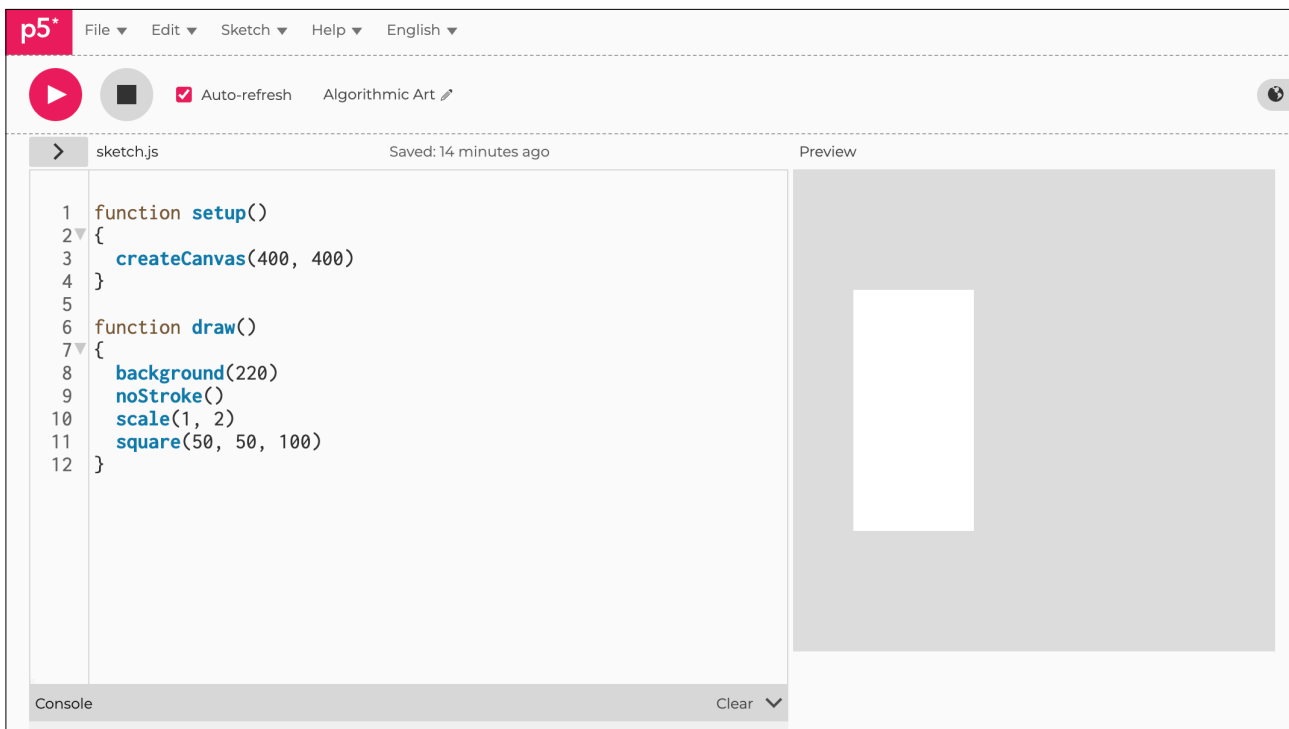 p5* File Edit Sketch Help English
Auto-refresh Algorithmic Art
sketch.js Saved: 14 minutes ago Preview
1 function setup()
2 {
3 createCanvas(400, 400)
4 }
5
6 function draw()
7 {
8 background(220)
9 noStroke()
10 scale(1, 2)
11 square(50, 50, 100)
12 }
Console Clear